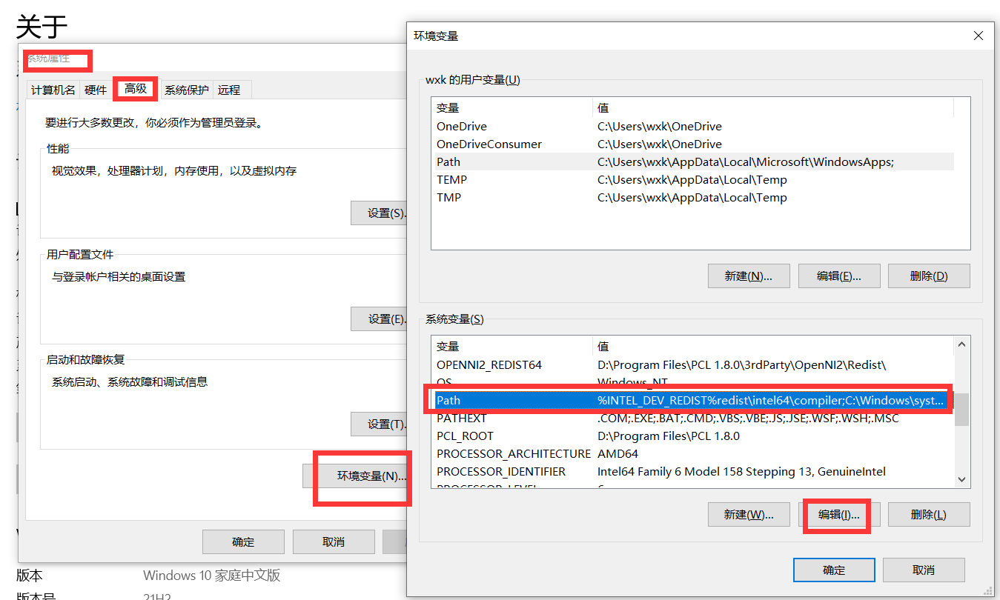 关于
系统属性
计算机名 硬件 高级 系统保护 远程
要进行大多数更改，你必须作为管理员登录。
性能
视觉效果，处理器计划，内存使用，以及虚拟内存
设置(S)...
用户配置文件
与登录帐户相关的桌面设置
设置(E)...
启动和故障恢复
系统启动、系统故障和调试信息
设置(T)...
环境变量(N)...
确定 取消
版本 Windows 10 家庭中文版
版本号 21H2
环境变量
wxk 的用户变量(U)
变量 值
OneDrive C:\Users\wxk\OneDrive
OneDriveConsumer C:\Users\wxk\OneDrive
Path C:\Users\wxk\AppData\Local\Microsoft\WindowsApps;
TEMP C:\Users\wxk\AppData\Local\Temp
TMP C:\Users\wxk\AppData\Local\Temp
新建(N)... 编辑(E)... 删除(D)
系统变量(S)
变量 值
OPENNI2_REDIST64 D:\Program Files\PCL 1.8.0\3rdParty\OpenNI2\Redist\
OS Windows_NT
Path %INTEL_DEV_REDIST%redist\intel64\compiler;C:\Windows\syst...
PATHEXT .COM;.EXE;.BAT;.CMD;.VBS;.VBE;.JS;.JSE;.WSF;.WSH;.MSC
PCL_ROOT D:\Program Files\PCL 1.8.0
PROCESSOR_ARCHITECTURE AMD64
PROCESSOR_IDENTIFIER Intel64 Family 6 Model 158 Stepping 13, GenuineIntel
PROCESSOR_LEVEL 6
新建(W)... 编辑(I)... 删除(L)
确定 取消